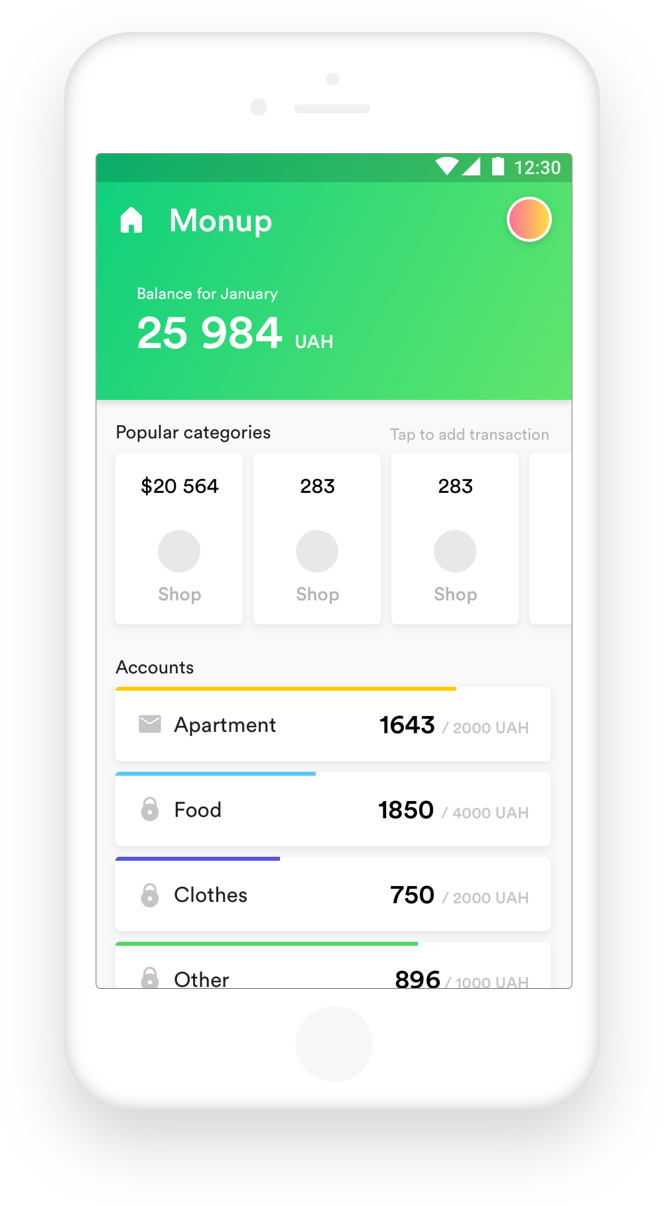 12:30
Monup
Balance for January
25 984 UAH
Popular categories
Tap to add transaction
$20 564
283
283
Shop
Shop
Shop
Accounts
Apartment 1643 / 2000 UAH
Food 1850 / 4000 UAH
Clothes 750 / 2000 UAH
Other 896 / 1000 UAH